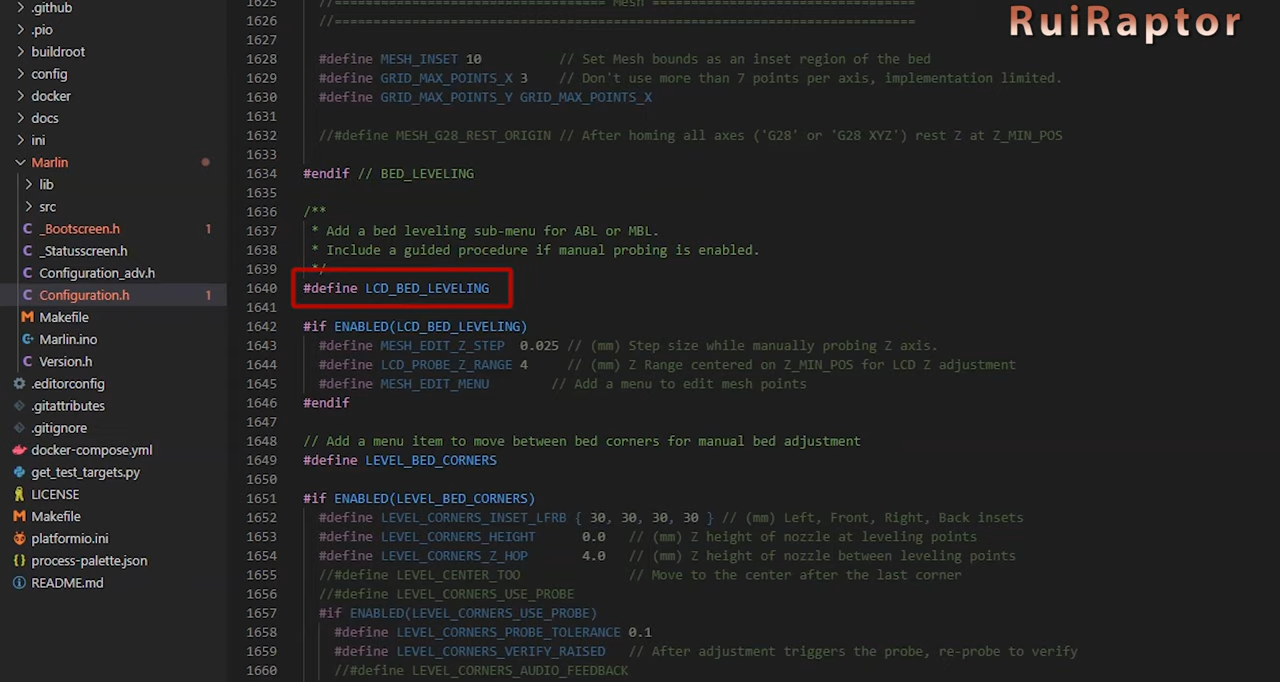 .github
.pio
buildroot
config
docker
docs
ini
Marlin
lib
src
_Bootscreen.h 1
_Statusscreen.h
Configuration_adv.h
Configuration.h 1
Makefile
Marlin.ino
Version.h
.editorconfig
.gitattributes
.gitignore
docker-compose.yml
get_test_targets.py
LICENSE
Makefile
platformio.ini
process-palette.json
README.md
RuiRaptor
1625 //=================================== Mesh ==================================
1626 //===========================================================================
1627
1628 #define MESH_INSET 10 // Set Mesh bounds as an inset region of the bed
1629 #define GRID_MAX_POINTS_X 3 // Don't use more than 7 points per axis, implementation limited.
1630 #define GRID_MAX_POINTS_Y GRID_MAX_POINTS_X
1631
1632 //#define MESH_G28_REST_ORIGIN // After homing all axes ('G28' or 'G28 XYZ') rest Z at Z_MIN_POS
1633
1634 #endif // BED_LEVELING
1635
1636 /**
1637 * Add a bed leveling sub-menu for ABL or MBL.
1638 * Include a guided procedure if manual probing is enabled.
1639 */
1640 #define LCD_BED_LEVELING
1641
1642 #if ENABLED(LCD_BED_LEVELING)
1643 #define MESH_EDIT_Z_STEP 0.025 // (mm) Step size while manually probing Z axis.
1644 #define LCD_PROBE_Z_RANGE 4 // (mm) Z Range centered on Z_MIN_POS for LCD Z adjustment
1645 #define MESH_EDIT_MENU // Add a menu to edit mesh points
1646 #endif
1647
1648 // Add a menu item to move between bed corners for manual bed adjustment
1649 #define LEVEL_BED_CORNERS
1650
1651 #if ENABLED(LEVEL_BED_CORNERS)
1652 #define LEVEL_CORNERS_INSET_LFRB { 30, 30, 30, 30 } // (mm) Left, Front, Right, Back insets
1653 #define LEVEL_CORNERS_HEIGHT 0.0 // (mm) Z height of nozzle at leveling points
1654 #define LEVEL_CORNERS_Z_HOP 4.0 // (mm) Z height of nozzle between leveling points
1655 //#define LEVEL_CENTER_TOO // Move to the center after the last corner
1656 //#define LEVEL_CORNERS_USE_PROBE
1657 #if ENABLED(LEVEL_CORNERS_USE_PROBE)
1658 #define LEVEL_CORNERS_PROBE_TOLERANCE 0.1
1659 #define LEVEL_CORNERS_VERIFY_RAISED // After adjustment triggers the probe, re-probe to verify
1660 //#define LEVEL_CORNERS_AUDIO_FEEDBACK